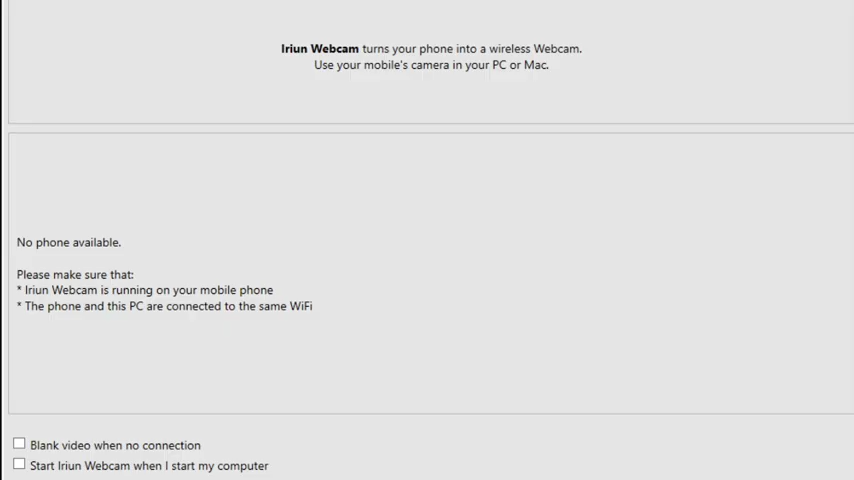 Iriun Webcam turns your phone into a wireless Webcam.
Use your mobile's camera in your PC or Mac.
No phone available.
Please make sure that:
* Iriun Webcam is running on your mobile phone
* The phone and this PC are connected to the same WiFi
Blank video when no connection
Start Iriun Webcam when I start my computer